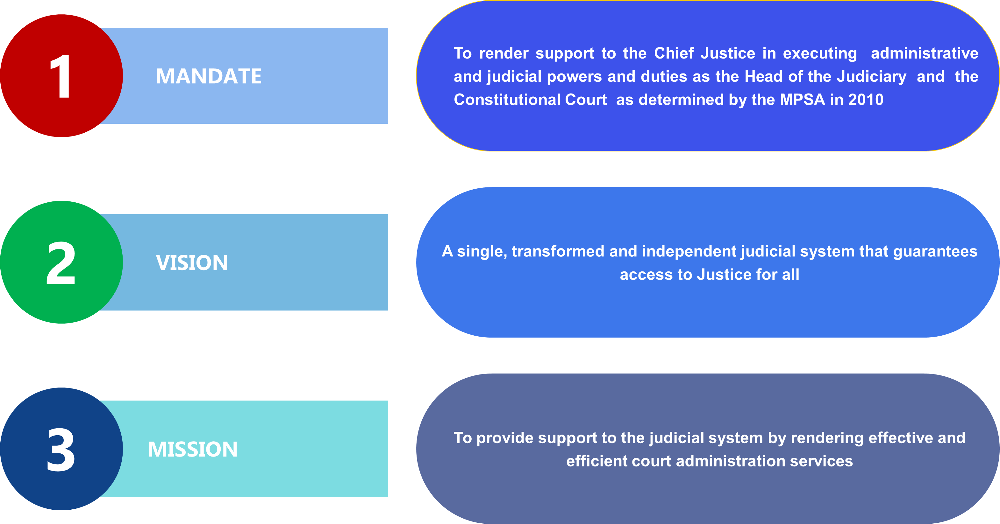 1
MANDATE
To render support to the Chief Justice in executing administrative
and judicial powers and duties as the Head of the Judiciary and the
Constitutional Court as determined by the MPSA in 2010
2
VISION
A single, transformed and independent judicial system that guarantees
access to Justice for all
3
MISSION
To provide support to the judicial system by rendering effective and
efficient court administration services